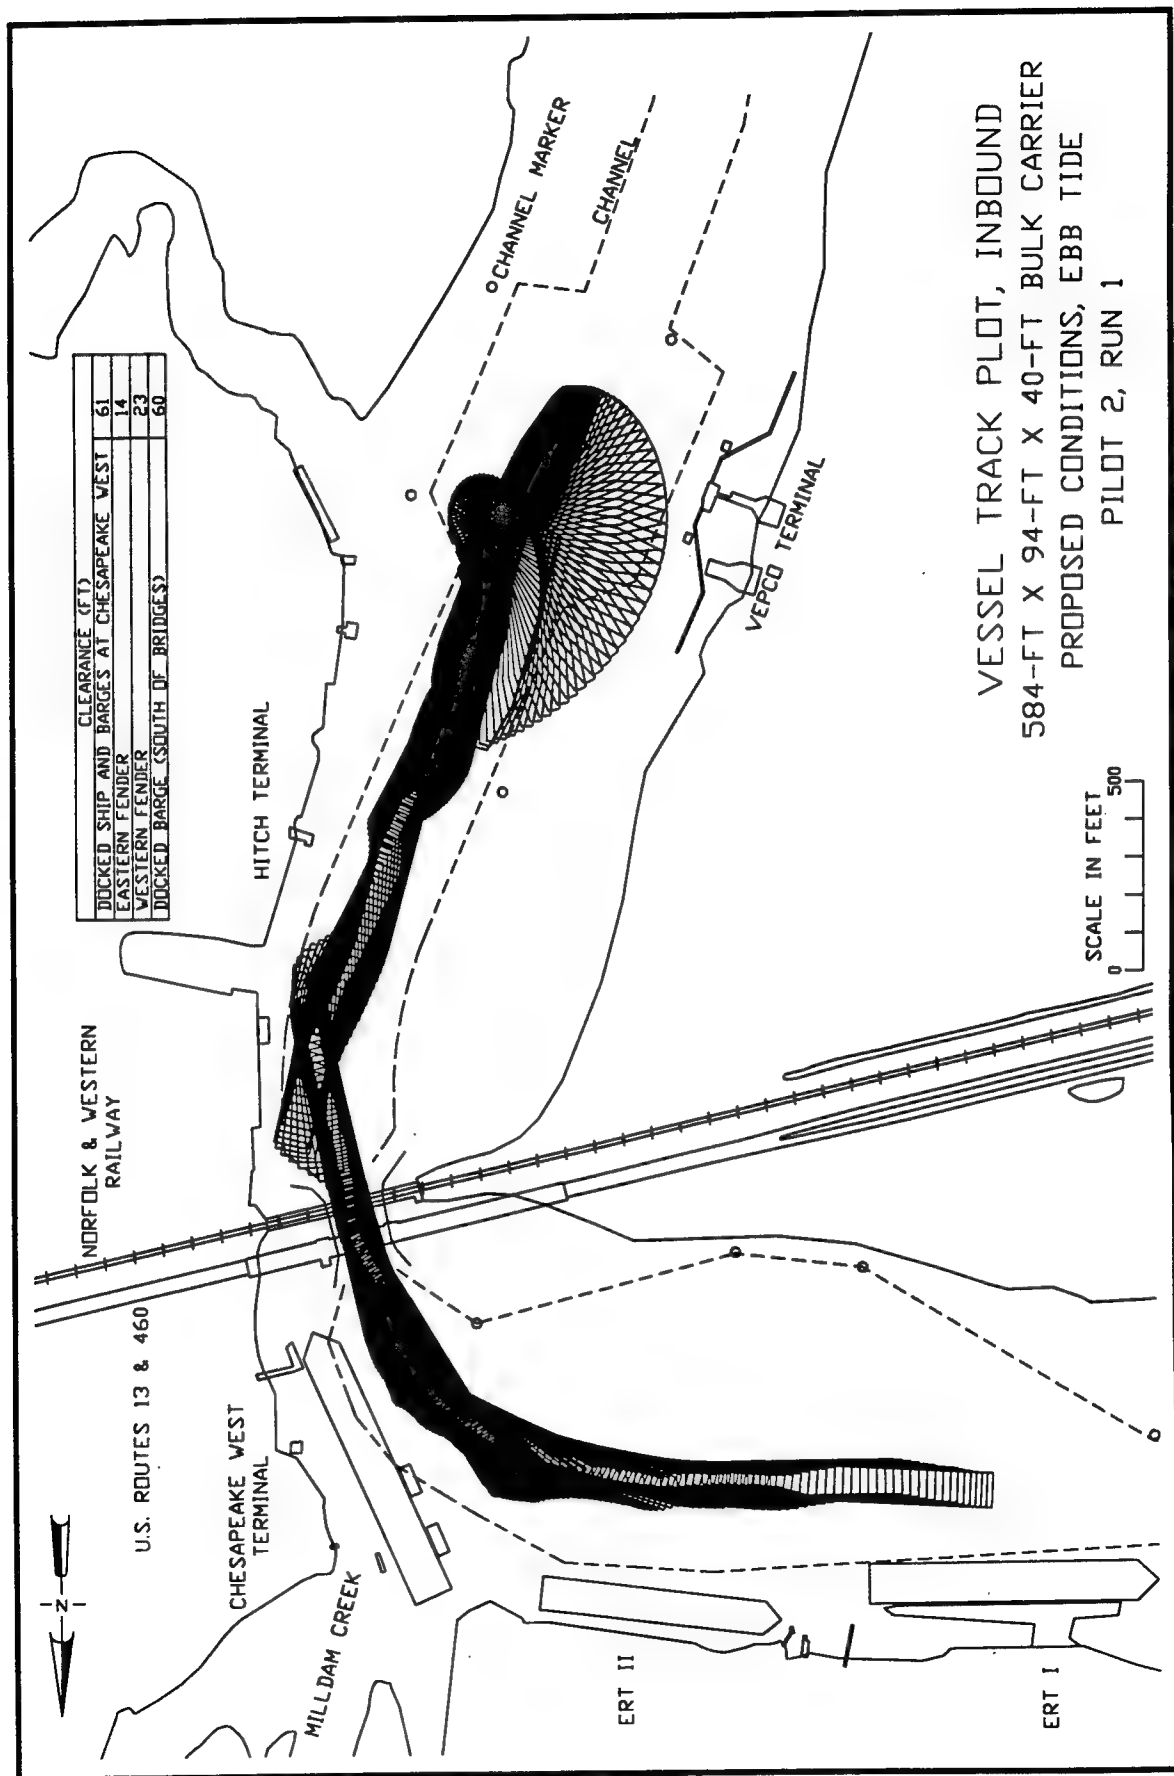 CLEARANCE (FT)
DOCKED SHIP AND BARGES AT CHESAPEAKE WEST 61
EASTERN FENDER 14
WESTERN FENDER 23
DOCKED BARGE (SOUTH OF BRIDGES) 60
N
U.S. ROUTES 13 & 460
NORFOLK & WESTERN
RAILWAY
HITCH TERMINAL
CHESAPEAKE WEST
TERMINAL
MILLDAM CREEK
CHANNEL MARKER
CHANNEL
VEPCO TERMINAL
ERT II
ERT I
SCALE IN FEET
0 500
VESSEL TRACK PLOT, INBOUND
584-FT X 94-FT X 40-FT BULK CARRIER
PROPOSED CONDITIONS, EBB TIDE
PILOT 2, RUN 1